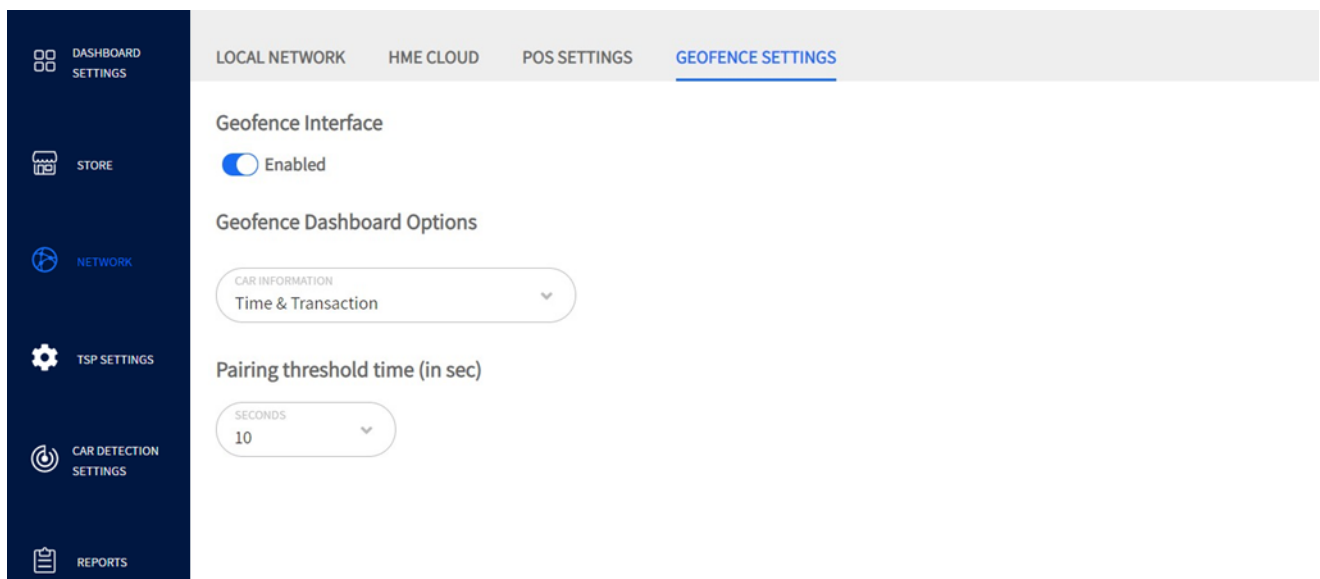 DASHBOARD
SETTINGS
STORE
NETWORK
TSP SETTINGS
CAR DETECTION
SETTINGS
REPORTS
LOCAL NETWORK
HME CLOUD
POS SETTINGS
GEOFENCE SETTINGS
Geofence Interface
Enabled
Geofence Dashboard Options
CAR INFORMATION
Time & Transaction
Pairing threshold time (in sec)
SECONDS
10